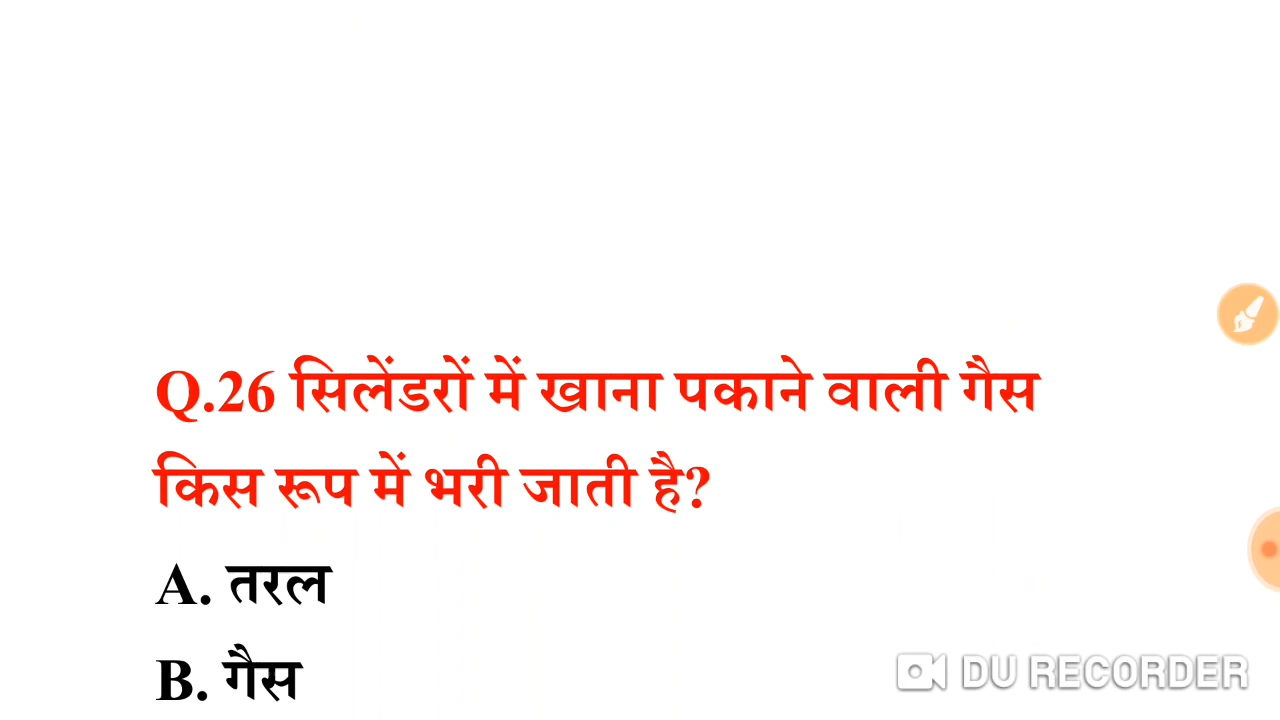 Q.26 सिलेंडरों में खाना पकाने वाली गैस
किस रूप में भरी जाती है?
A. तरल
B. गैस
DU RECORDER